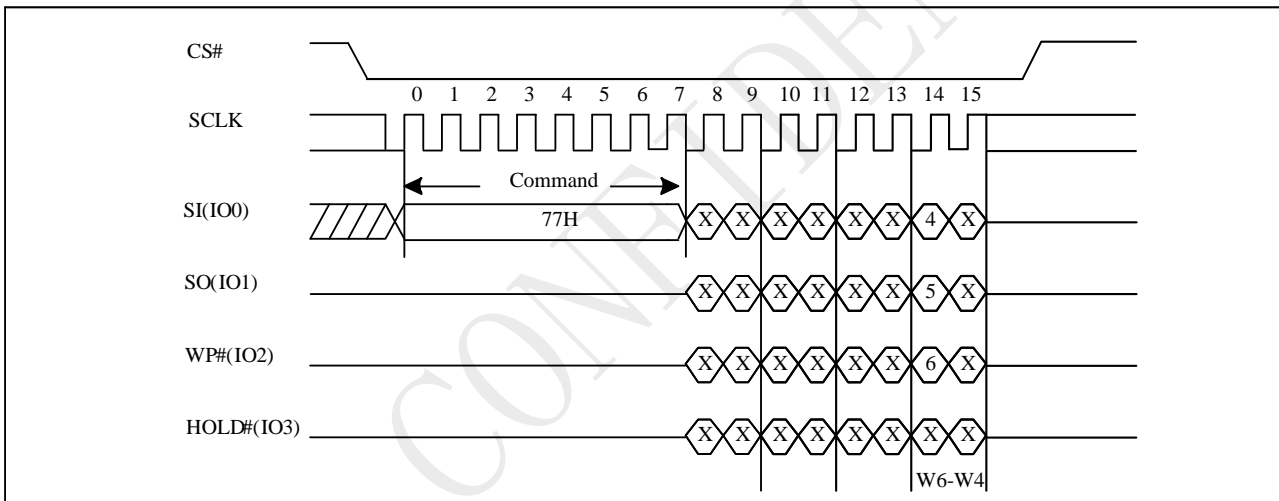 CS#
0 1 2 3 4 5 6 7 8 9 10 11 12 13 14 15
SCLK
Command
SI(IO0) 77H X X X X X X 4 X
SO(IO1) X X X X X X 5 X
WP#(IO2) X X X X X X 6 X
HOLD#(IO3) X X X X X X X X
W6-W4